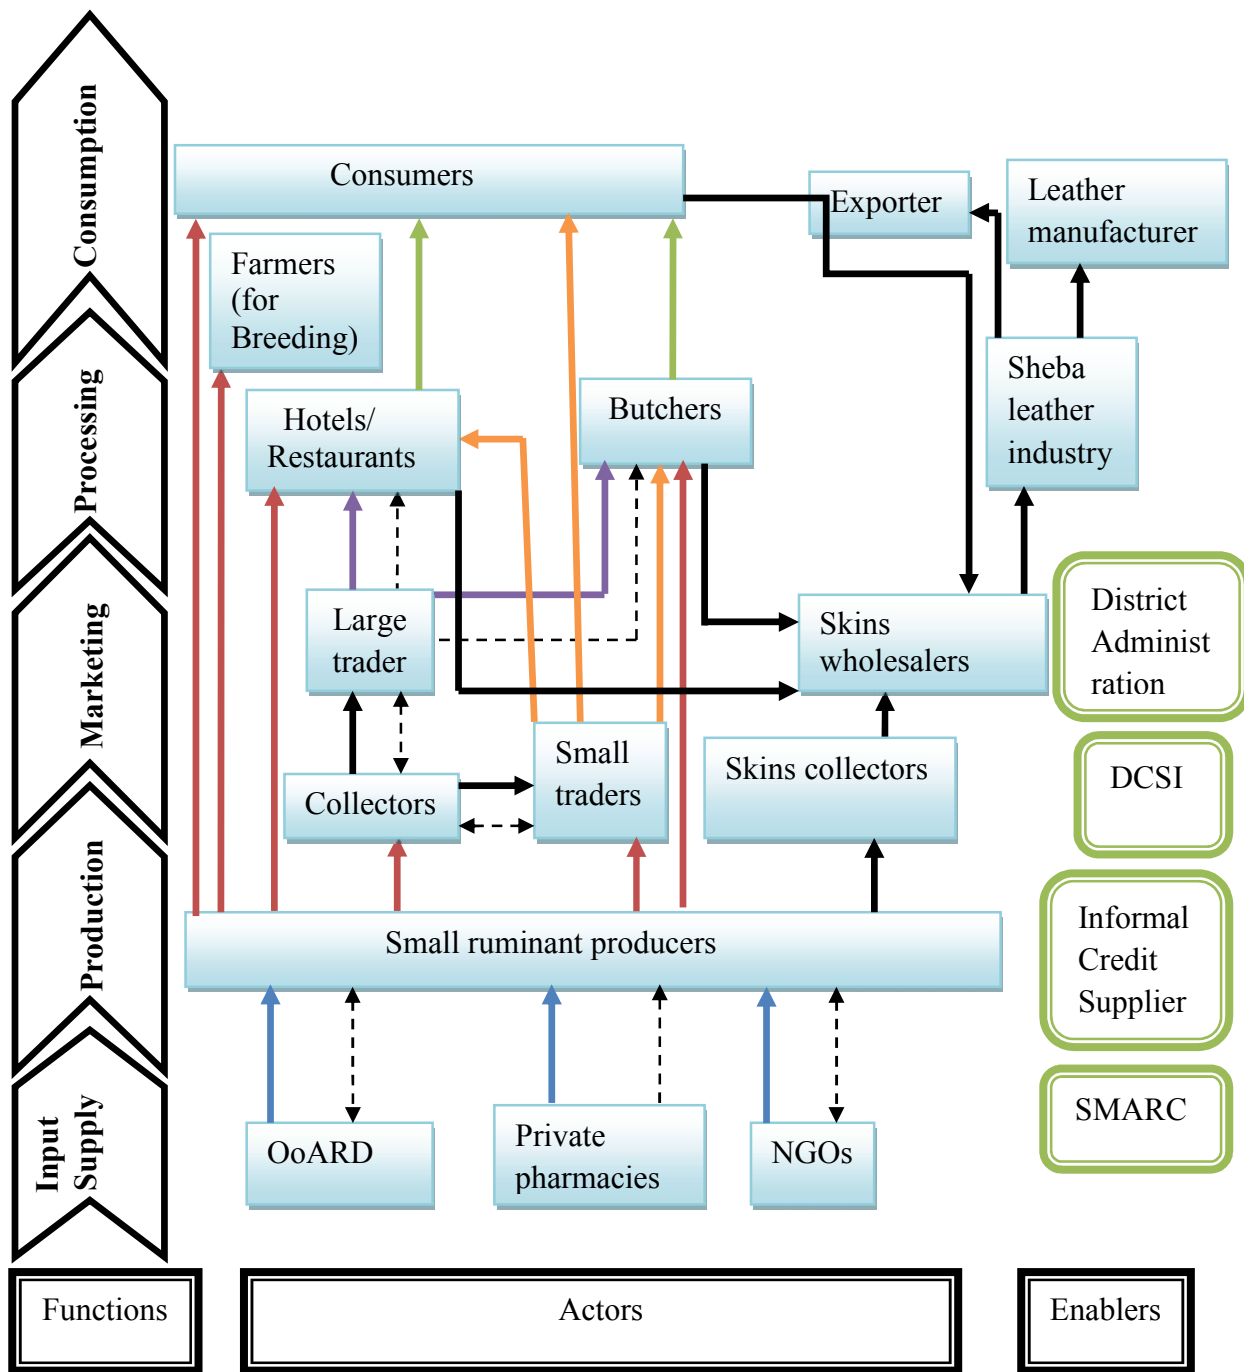 Consumption
Processing
Marketing
Production
Input
Supply
Consumers
Exporter
Leather
manufacturer
Farmers
(for
Breeding)
Hotels/
Restaurants
Butchers
Sheba
leather
industry
Large
trader
Skins
wholesalers
Collectors
Small
traders
Skins collectors
Small ruminant producers
OoARD
Private
pharmacies
NGOs
District
Administ
ration
DCSI
Informal
Credit
Supplier
SMARC
Functions
Actors
Enablers